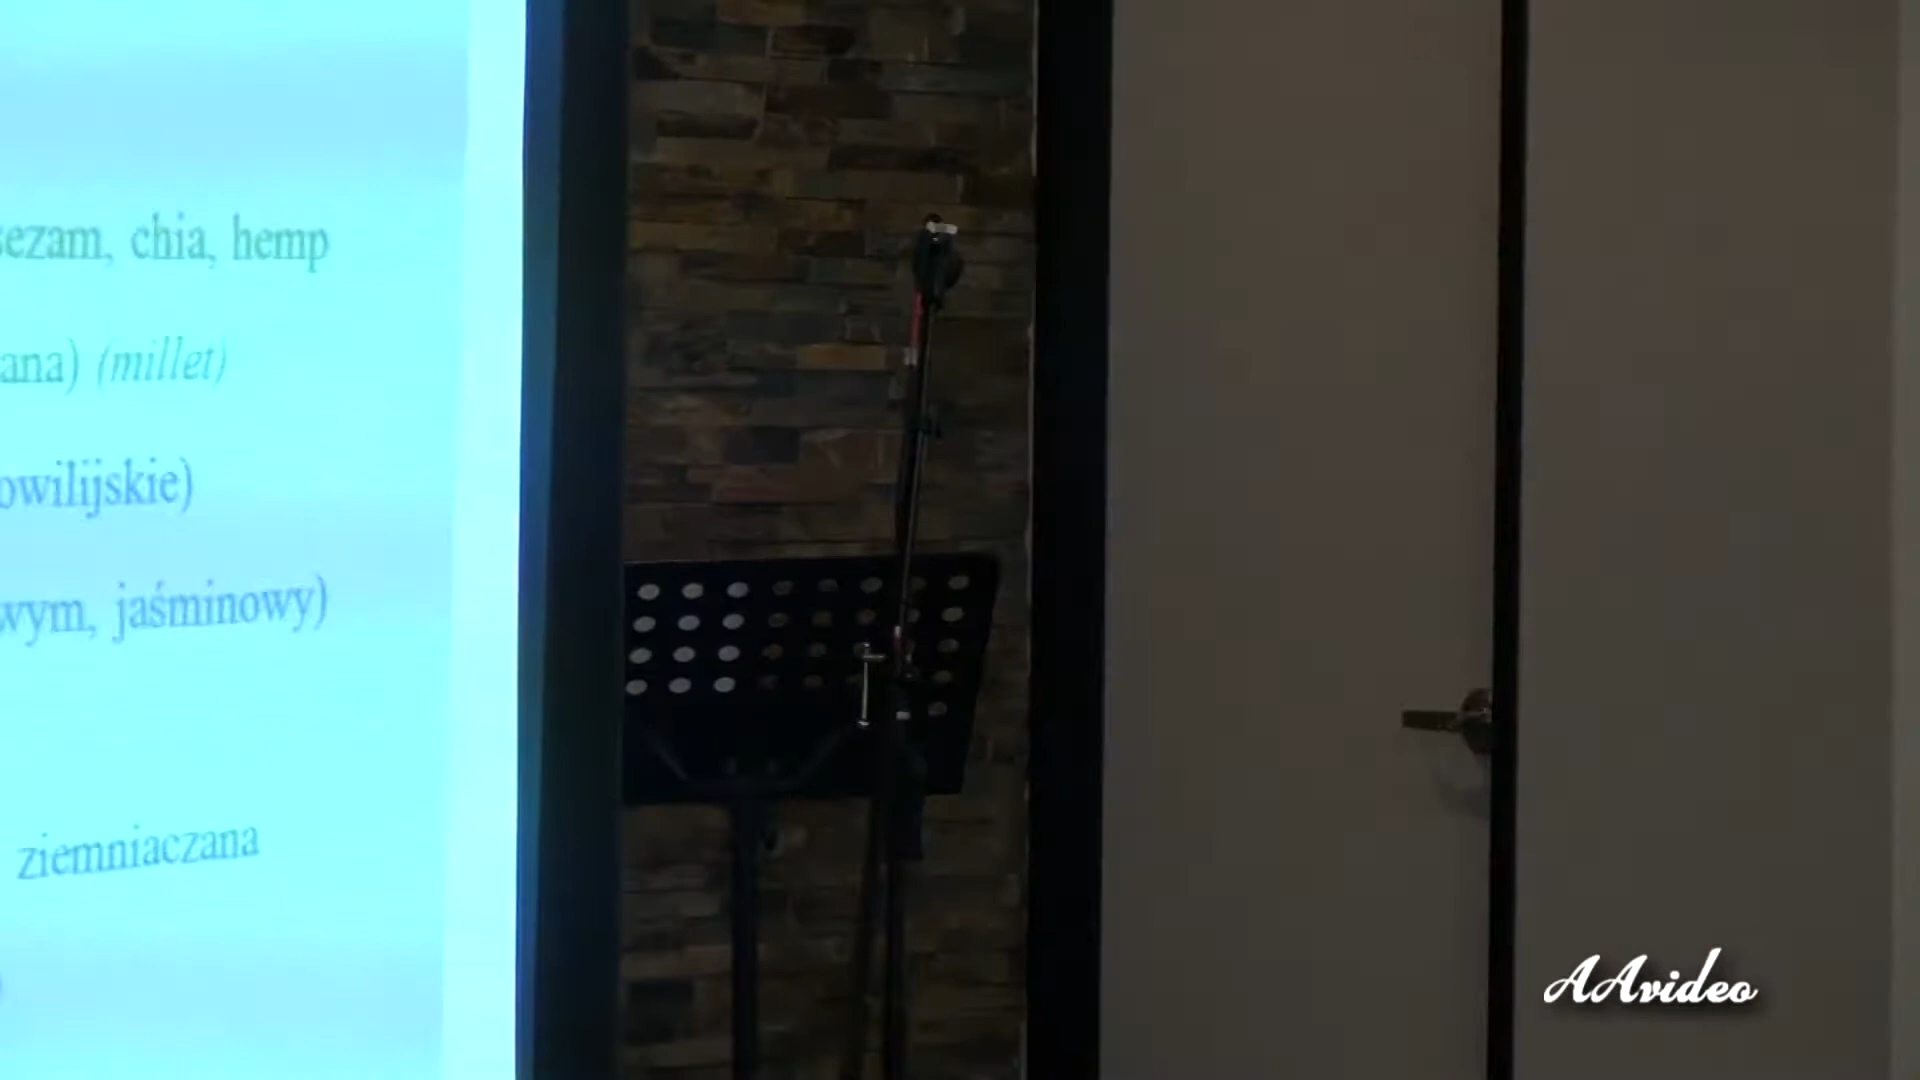 sezam, chia, hemp
ana) (millet)
owilijskie)
wym, jaśminowy)
ziemniaczana
AAvideo